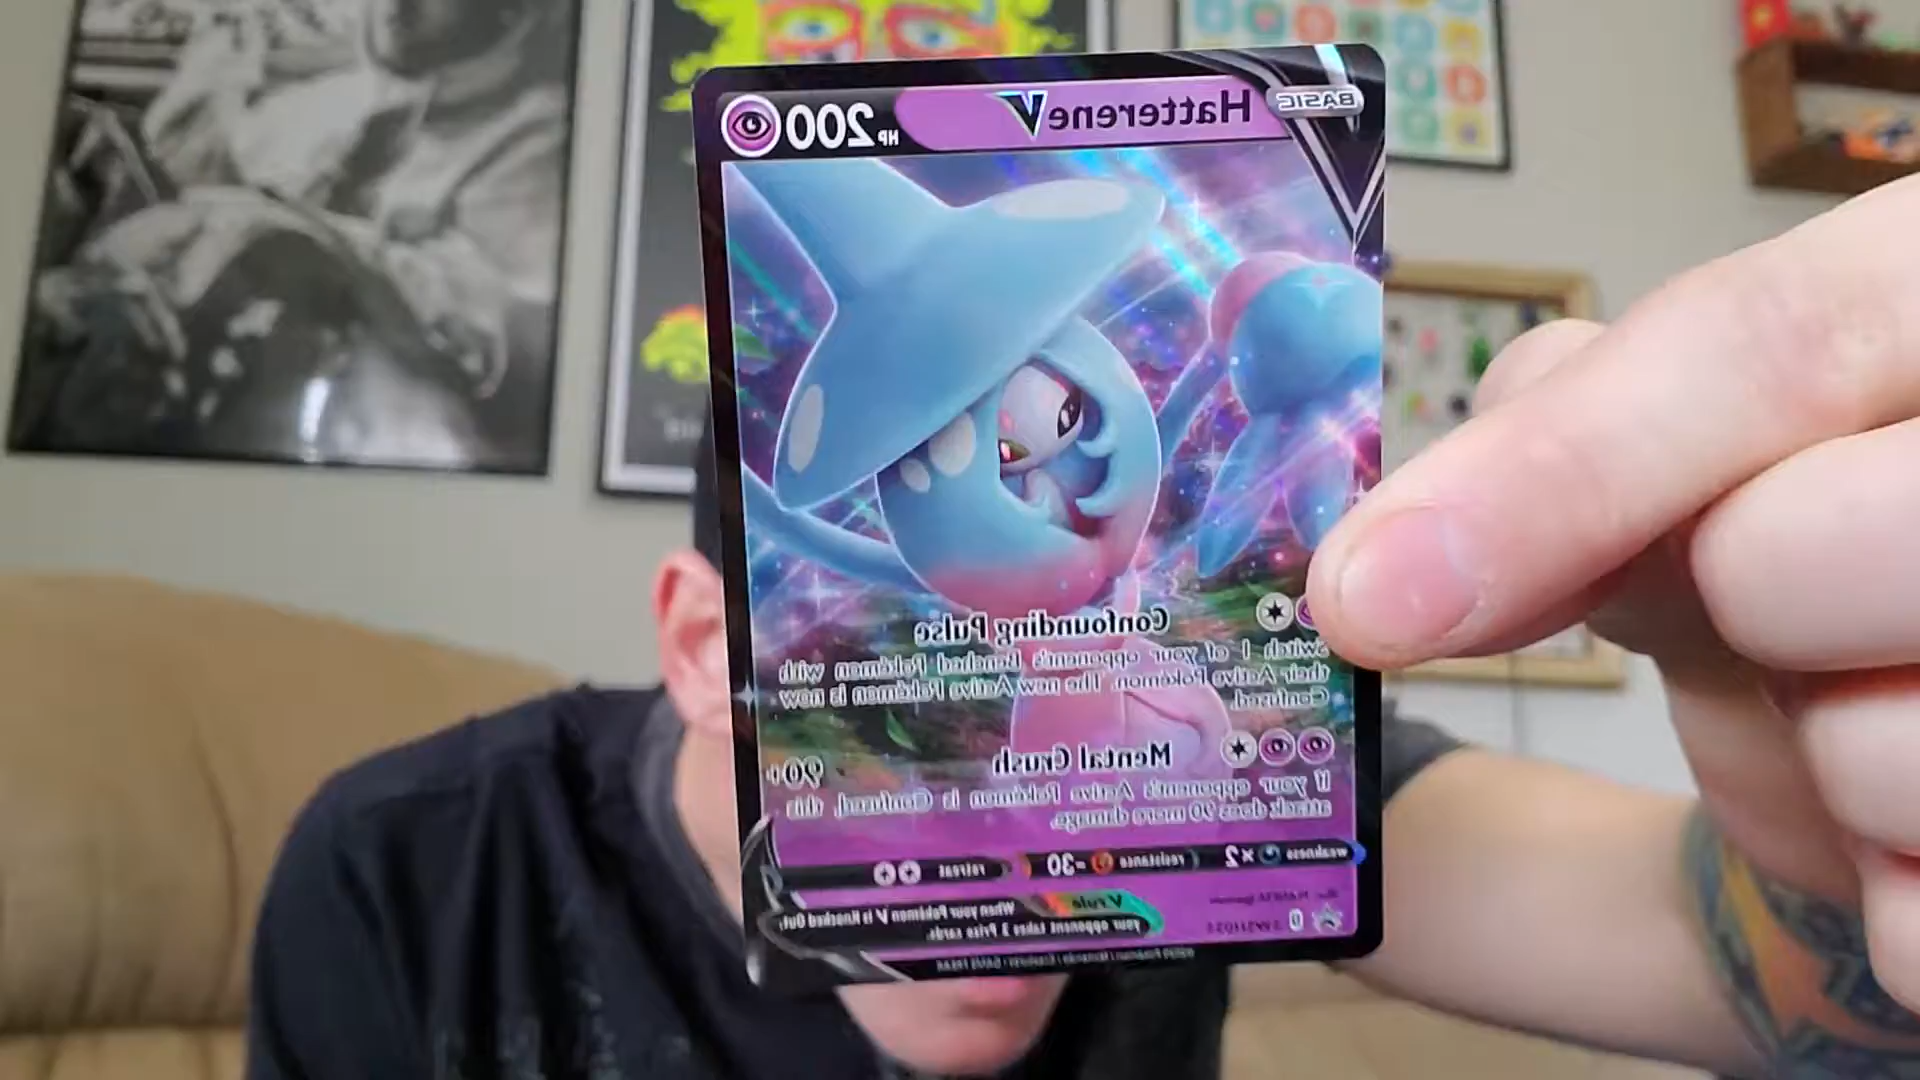 BASIC
Hatterene V
HP 200
Confounding Pulse
Switch 1 of your opponent's Benched Pokémon with
their Active Pokémon. The new Active Pokémon is now
Confused.
Mental Crush
90+
If your opponent's Active Pokémon is Confused, this
attack does 90 more damage.
weakness ×2 resistance -30 retreat
V rule
When your Pokémon V is Knocked Out,
your opponent takes 2 Prize cards.